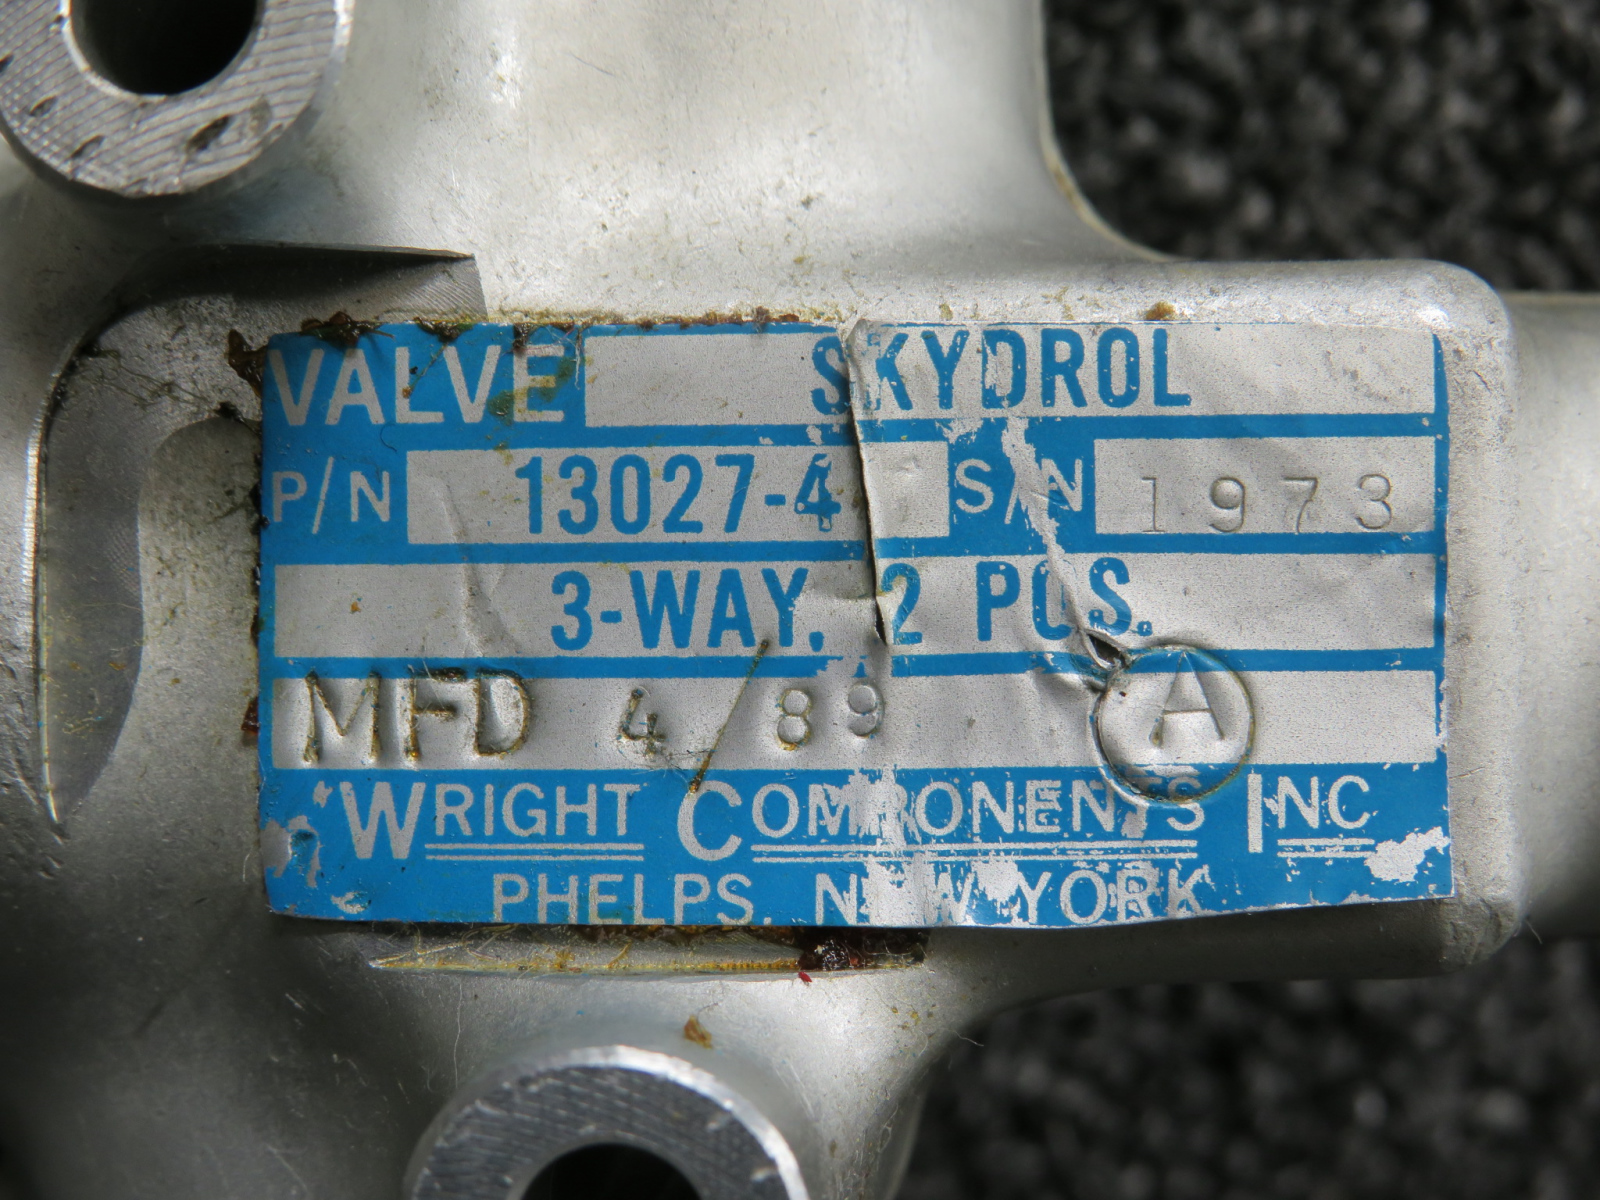 VALVE SKYDROL
P/N 13027-4 S/N 1973
3-WAY, 2 POS.
MFD 4/89 A
WRIGHT COMPONENTS INC
PHELPS, NEW YORK